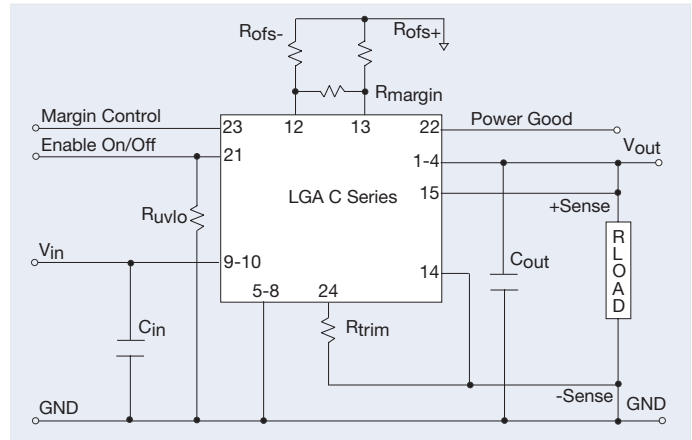 Rofs-
Rofs+
Rmargin
Margin Control
23
12
13
22
Power Good
Enable On/Off
21
1-4
Vout
LGA C Series
15
+Sense
Ruvlo
RLOAD
Vin
9-10
14
Cout
5-8
24
Cin
Rtrim
-Sense
GND
GND